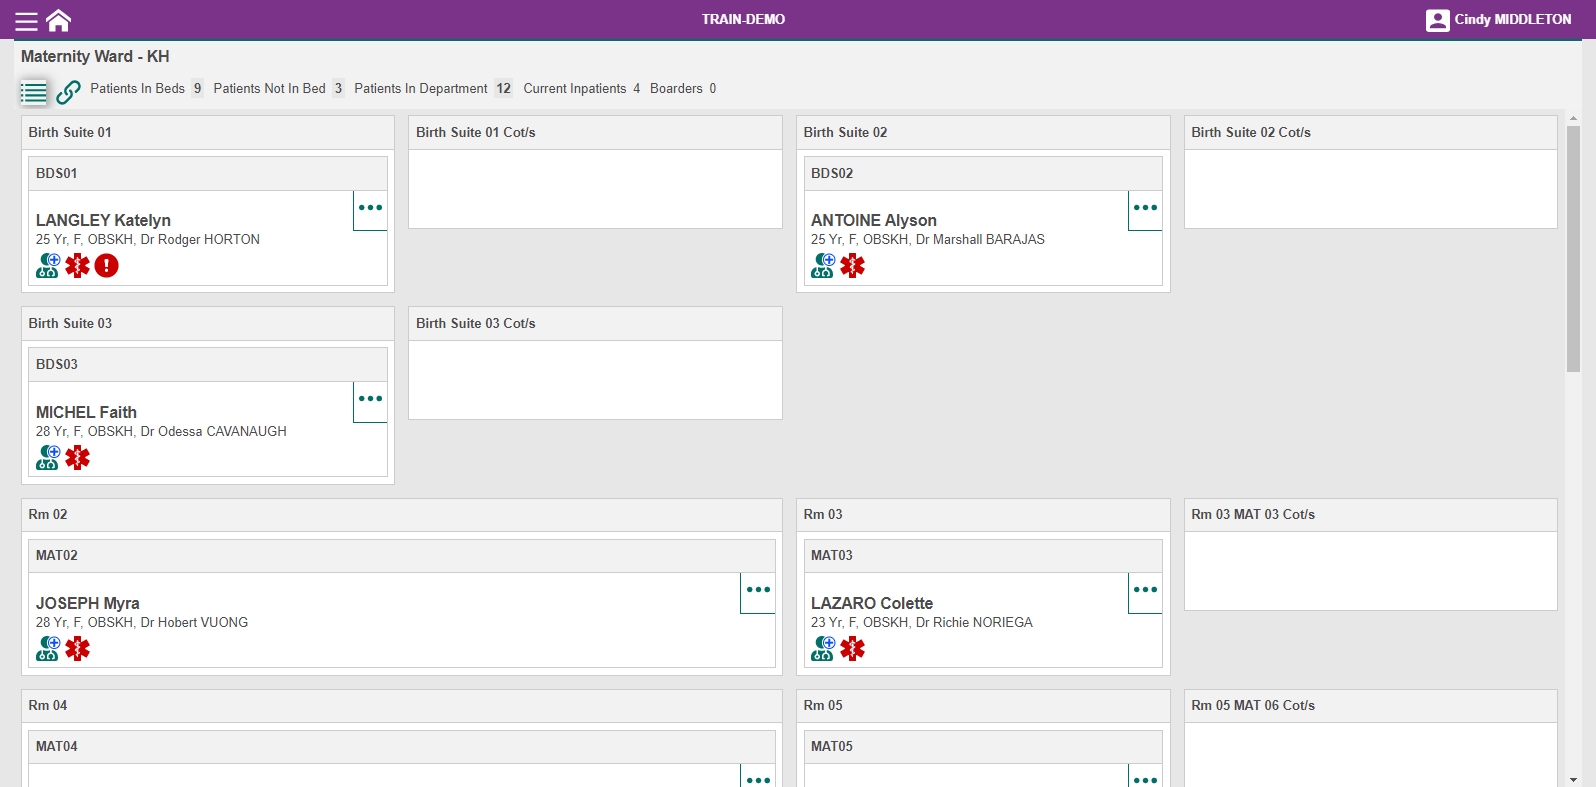 TRAIN-DEMO
Cindy MIDDLETON
Maternity Ward - KH
Patients In Beds 9 Patients Not In Bed 3 Patients In Department 12 Current Inpatients 4 Boarders 0
Birth Suite 01
BDS01
LANGLEY Katelyn
25 Yr, F, OBSKH, Dr Rodger HORTON
Birth Suite 01 Cot/s
Birth Suite 02
BDS02
ANTOINE Alyson
25 Yr, F, OBSKH, Dr Marshall BARAJAS
Birth Suite 02 Cot/s
Birth Suite 03
BDS03
MICHEL Faith
28 Yr, F, OBSKH, Dr Odessa CAVANAUGH
Birth Suite 03 Cot/s
Rm 02
MAT02
JOSEPH Myra
28 Yr, F, OBSKH, Dr Hobert VUONG
Rm 03
MAT03
LAZARO Colette
23 Yr, F, OBSKH, Dr Richie NORIEGA
Rm 03 MAT 03 Cot/s
Rm 04
MAT04
Rm 05
MAT05
Rm 05 MAT 06 Cot/s